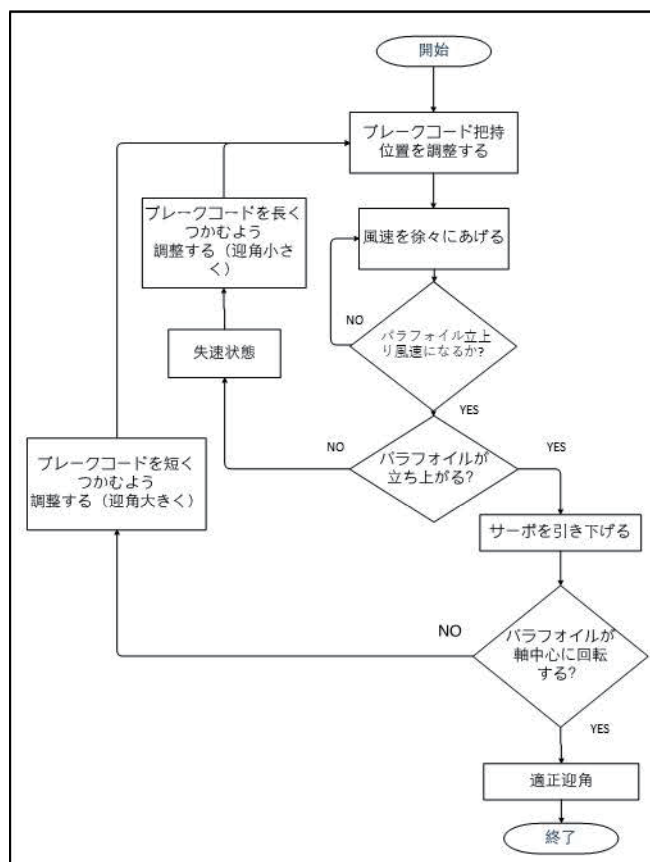 開始
ブレークコード把持
位置を調整する
ブレークコードを長く
つかむよう
調整する（迎角小さ
く）
風速を徐々にあげる
NO
パラフォイル立上
り風速になるか?
失速状態
YES
NO
YES
パラフォイルが
立ち上がる?
ブレークコードを短く
つかむよう
調整する（迎角大きく）
サーボを引き下げる
NO
パラフォイルが
軸中心に回転
する?
YES
適正迎角
終了